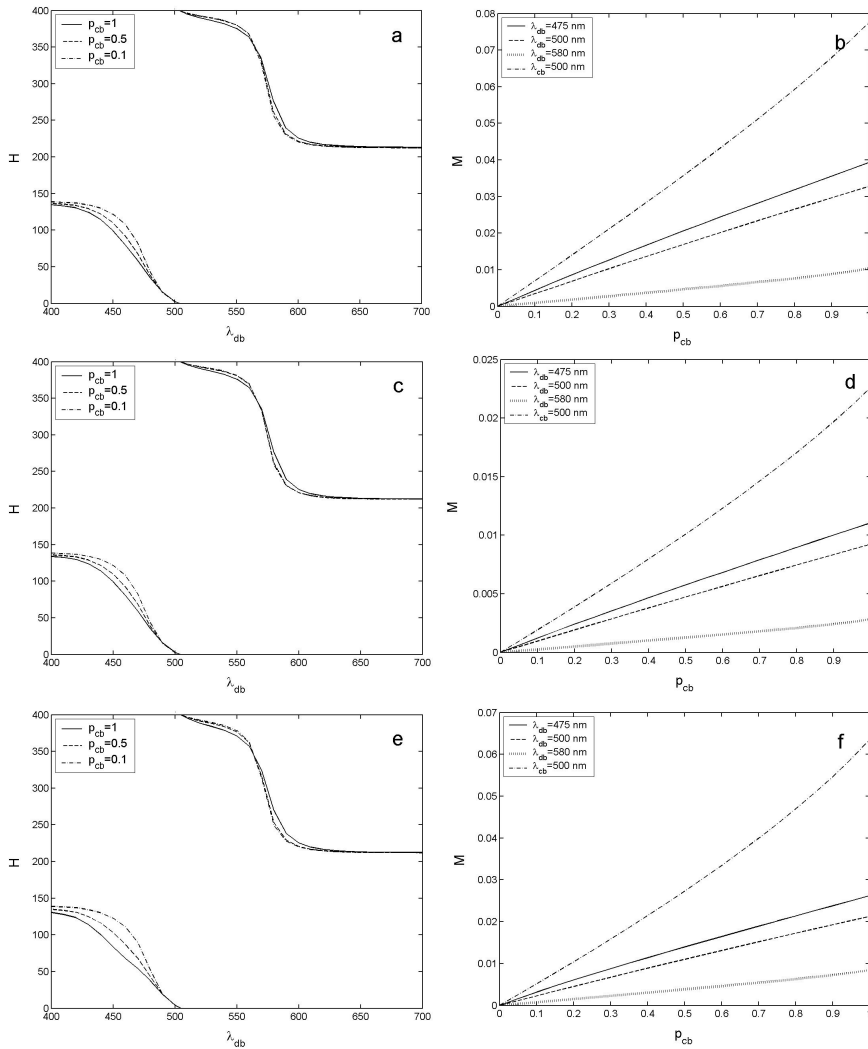 a
p_cb=1
p_cb=0.5
p_cb=0.1
400
350
300
250
200
150
100
50
0
400 450 500 550 600 650 700
H
λ_db
b
λ_db=475 nm
λ_db=500 nm
λ_db=580 nm
λ_cb=500 nm
0.08
0.07
0.06
0.05
0.04
0.03
0.02
0.01
0
0 0.1 0.2 0.3 0.4 0.5 0.6 0.7 0.8 0.9 1
M
p_cb
c
p_cb=1
p_cb=0.5
p_cb=0.1
400
350
300
250
200
150
100
50
0
400 450 500 550 600 650 700
H
λ_db
d
λ_db=475 nm
λ_db=500 nm
λ_db=580 nm
λ_cb=500 nm
0.025
0.02
0.015
0.01
0.005
0
0 0.1 0.2 0.3 0.4 0.5 0.6 0.7 0.8 0.9 1
M
p_cb
e
p_cb=1
p_cb=0.5
p_cb=0.1
400
350
300
250
200
150
100
50
0
400 450 500 550 600 650 700
H
λ_db
f
λ_db=475 nm
λ_db=500 nm
λ_db=580 nm
λ_cb=500 nm
0.07
0.06
0.05
0.04
0.03
0.02
0.01
0
0 0.1 0.2 0.3 0.4 0.5 0.6 0.7 0.8 0.9 1
M
p_cb